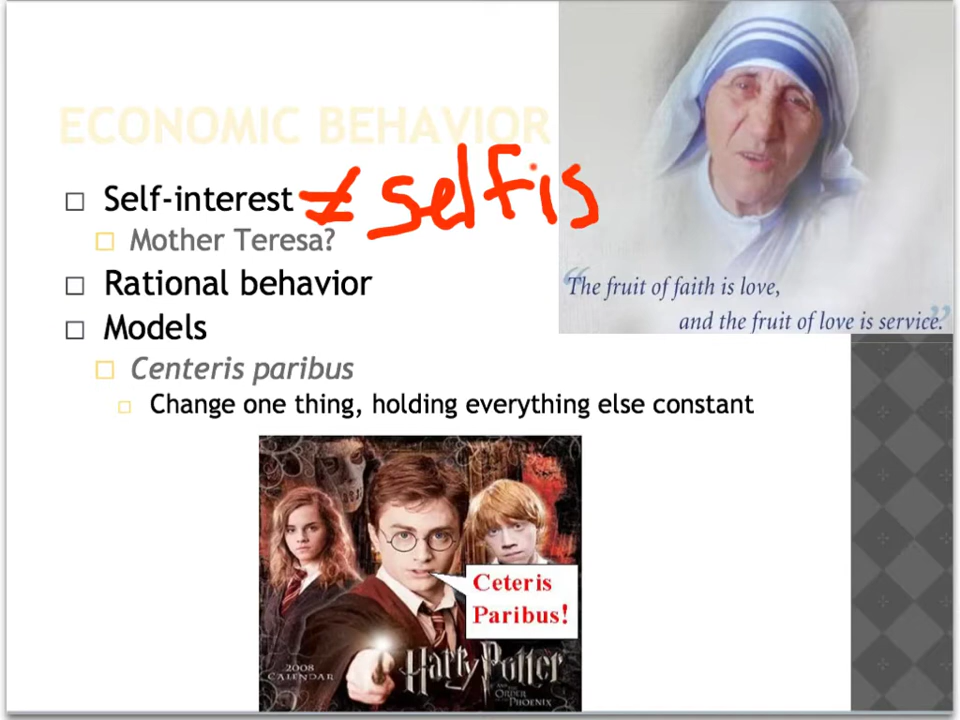 ECONOMIC BEHAVIOR
Self-interest ≠ selfis
Mother Teresa?
Rational behavior
Models
Centeris paribus
Change one thing, holding everything else constant
“The fruit of faith is love,
and the fruit of love is service.”
Ceteris
Paribus!
2008
CALENDAR
Harry Potter
AND THE
ORDER OF THE
PHOENIX